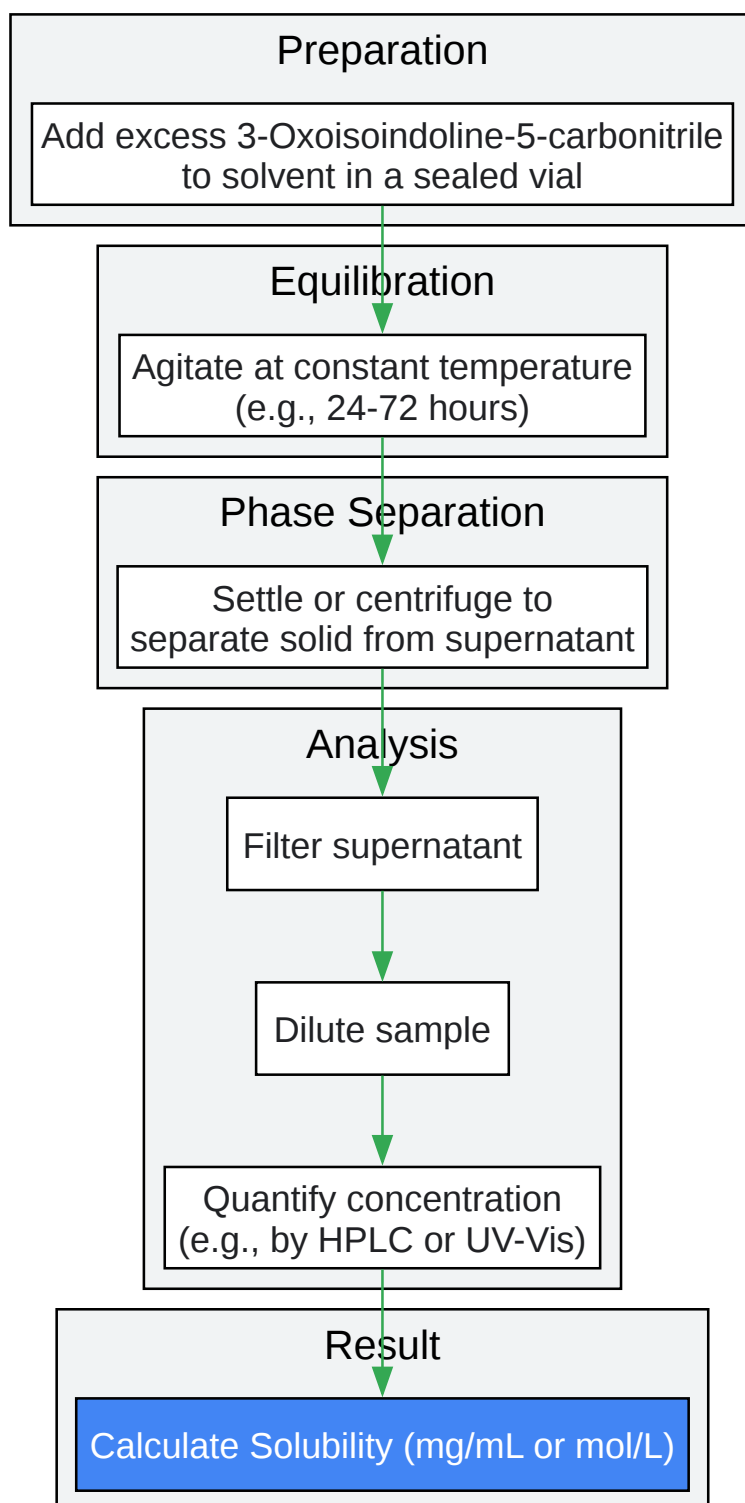 Preparation
Add excess 3-Oxoisoindoline-5-carbonitrile
to solvent in a sealed vial
Equilibration
Agitate at constant temperature
(e.g., 24-72 hours)
Phase Separation
Settle or centrifuge to
separate solid from supernatant
Analysis
Filter supernatant
Dilute sample
Quantify concentration
(e.g., by HPLC or UV-Vis)
Result
Calculate Solubility (mg/mL or mol/L)